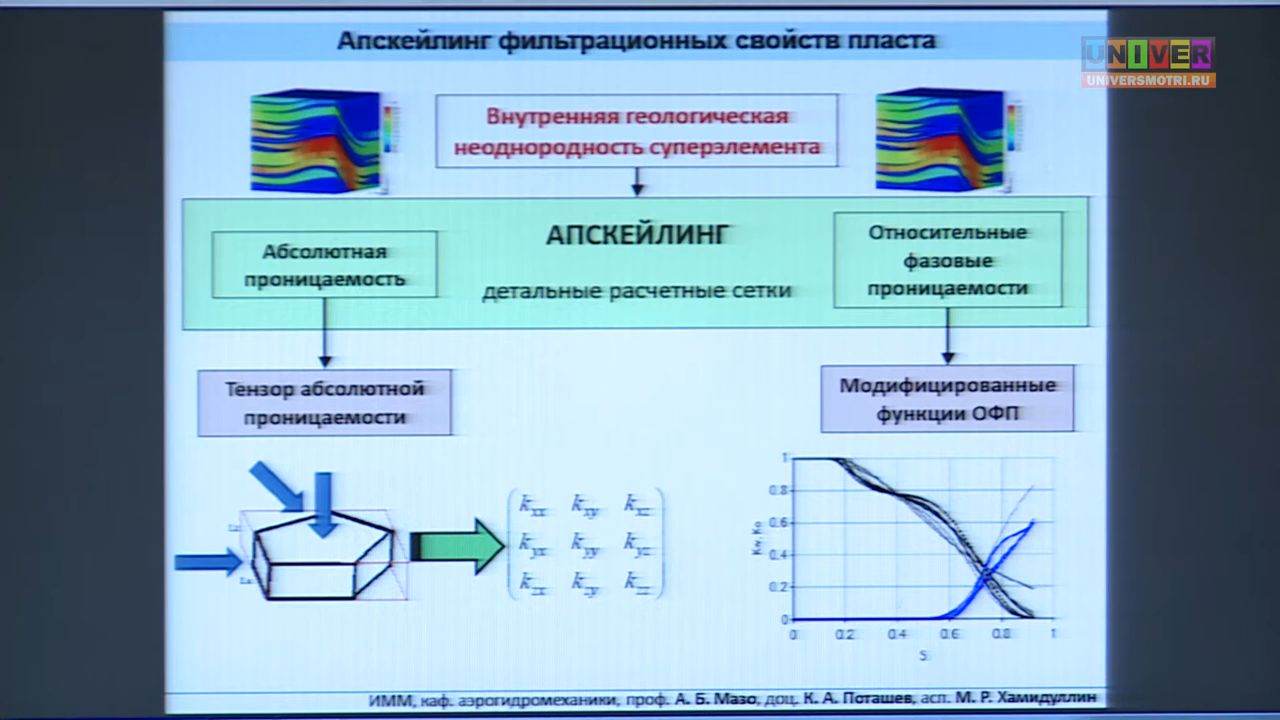 Апскейлинг фильтрационных свойств пласта
UNIVER
UNIVERSMOTRI.RU
Внутренняя геологическая
неоднородность суперэлемента
АПСКЕЙЛИНГ
детальные расчетные сетки
Абсолютная
проницаемость
Относительные
фазовые
проницаемости
Тензор абсолютной
проницаемости
Модифицированные
функции ОФП
k_xx k_xy k_xz
k_yx k_yy k_yz
k_zx k_zy k_zz
1
0.8
0.6
0.4
0.2
0
Kw, Ko
0 0.2 0.4 0.6 0.8 1
S
ИММ, каф. аэрогидромеханики, проф. А. Б. Мазо, доц. К. А. Поташев, асп. М. Р. Хамидуллин